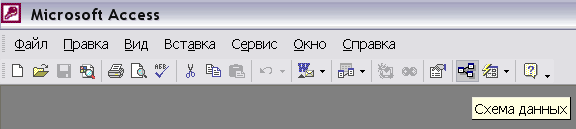 Microsoft Access
Файл Правка Вид Вставка Сервис Окно Справка
Схема данных